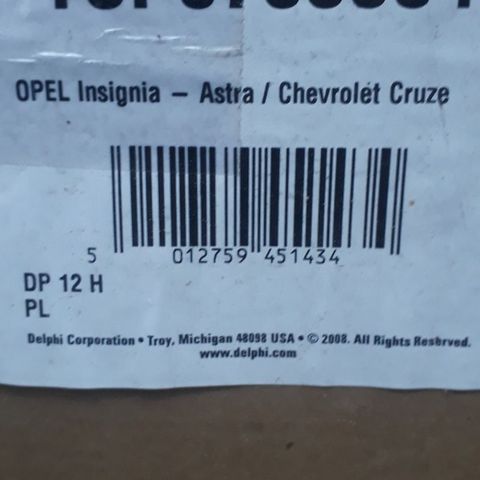 OPEL Insignia – Astra / Chevrolet Cruze
5 012759 451434
DP 12 H
PL
Delphi Corporation • Troy, Michigan 48098 USA • © 2008. All Rights Reserved.
www.delphi.com